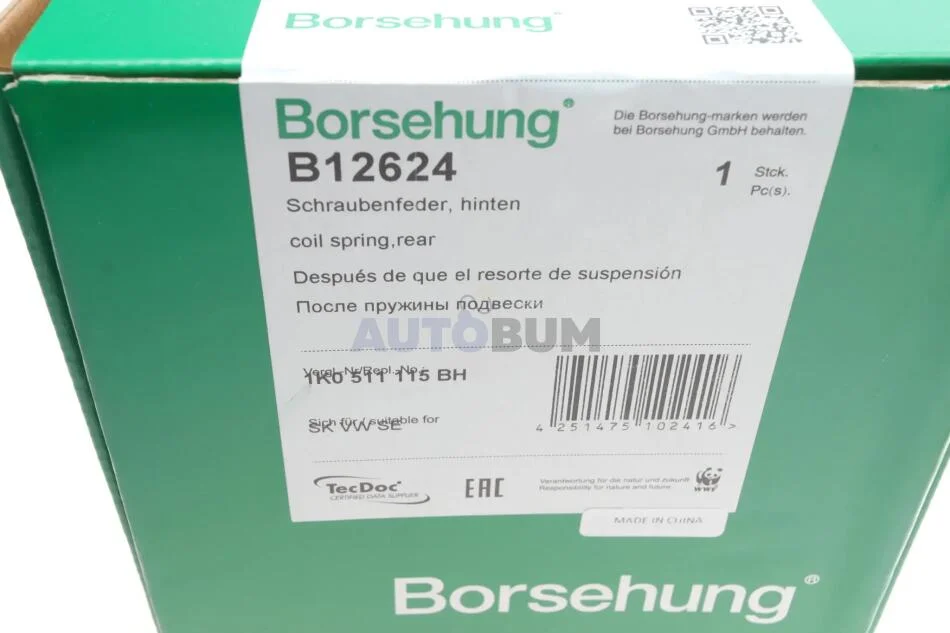 Borsehung®
Borsehung®
Die Borsehung-marken werden
bei Borsehung GmbH behalten.
B12624
1 Stck.
Pc(s).
Schraubenfeder, hinten
coil spring,rear
Después de que el resorte de suspensión
После пружины подвески
AUTOBUM
Vergl.-Nr/Repl.-No.:
1K0 511 115 BH
Sich für / suitable for
SK VW SE
4 251475 102416 >
TecDoc
CERTIFIED DATA SUPPLIER
EAC
Verantwortung für die natur und zukunft
Responsibility for nature and future.
WWF
MADE IN CHINA
Borsehung®